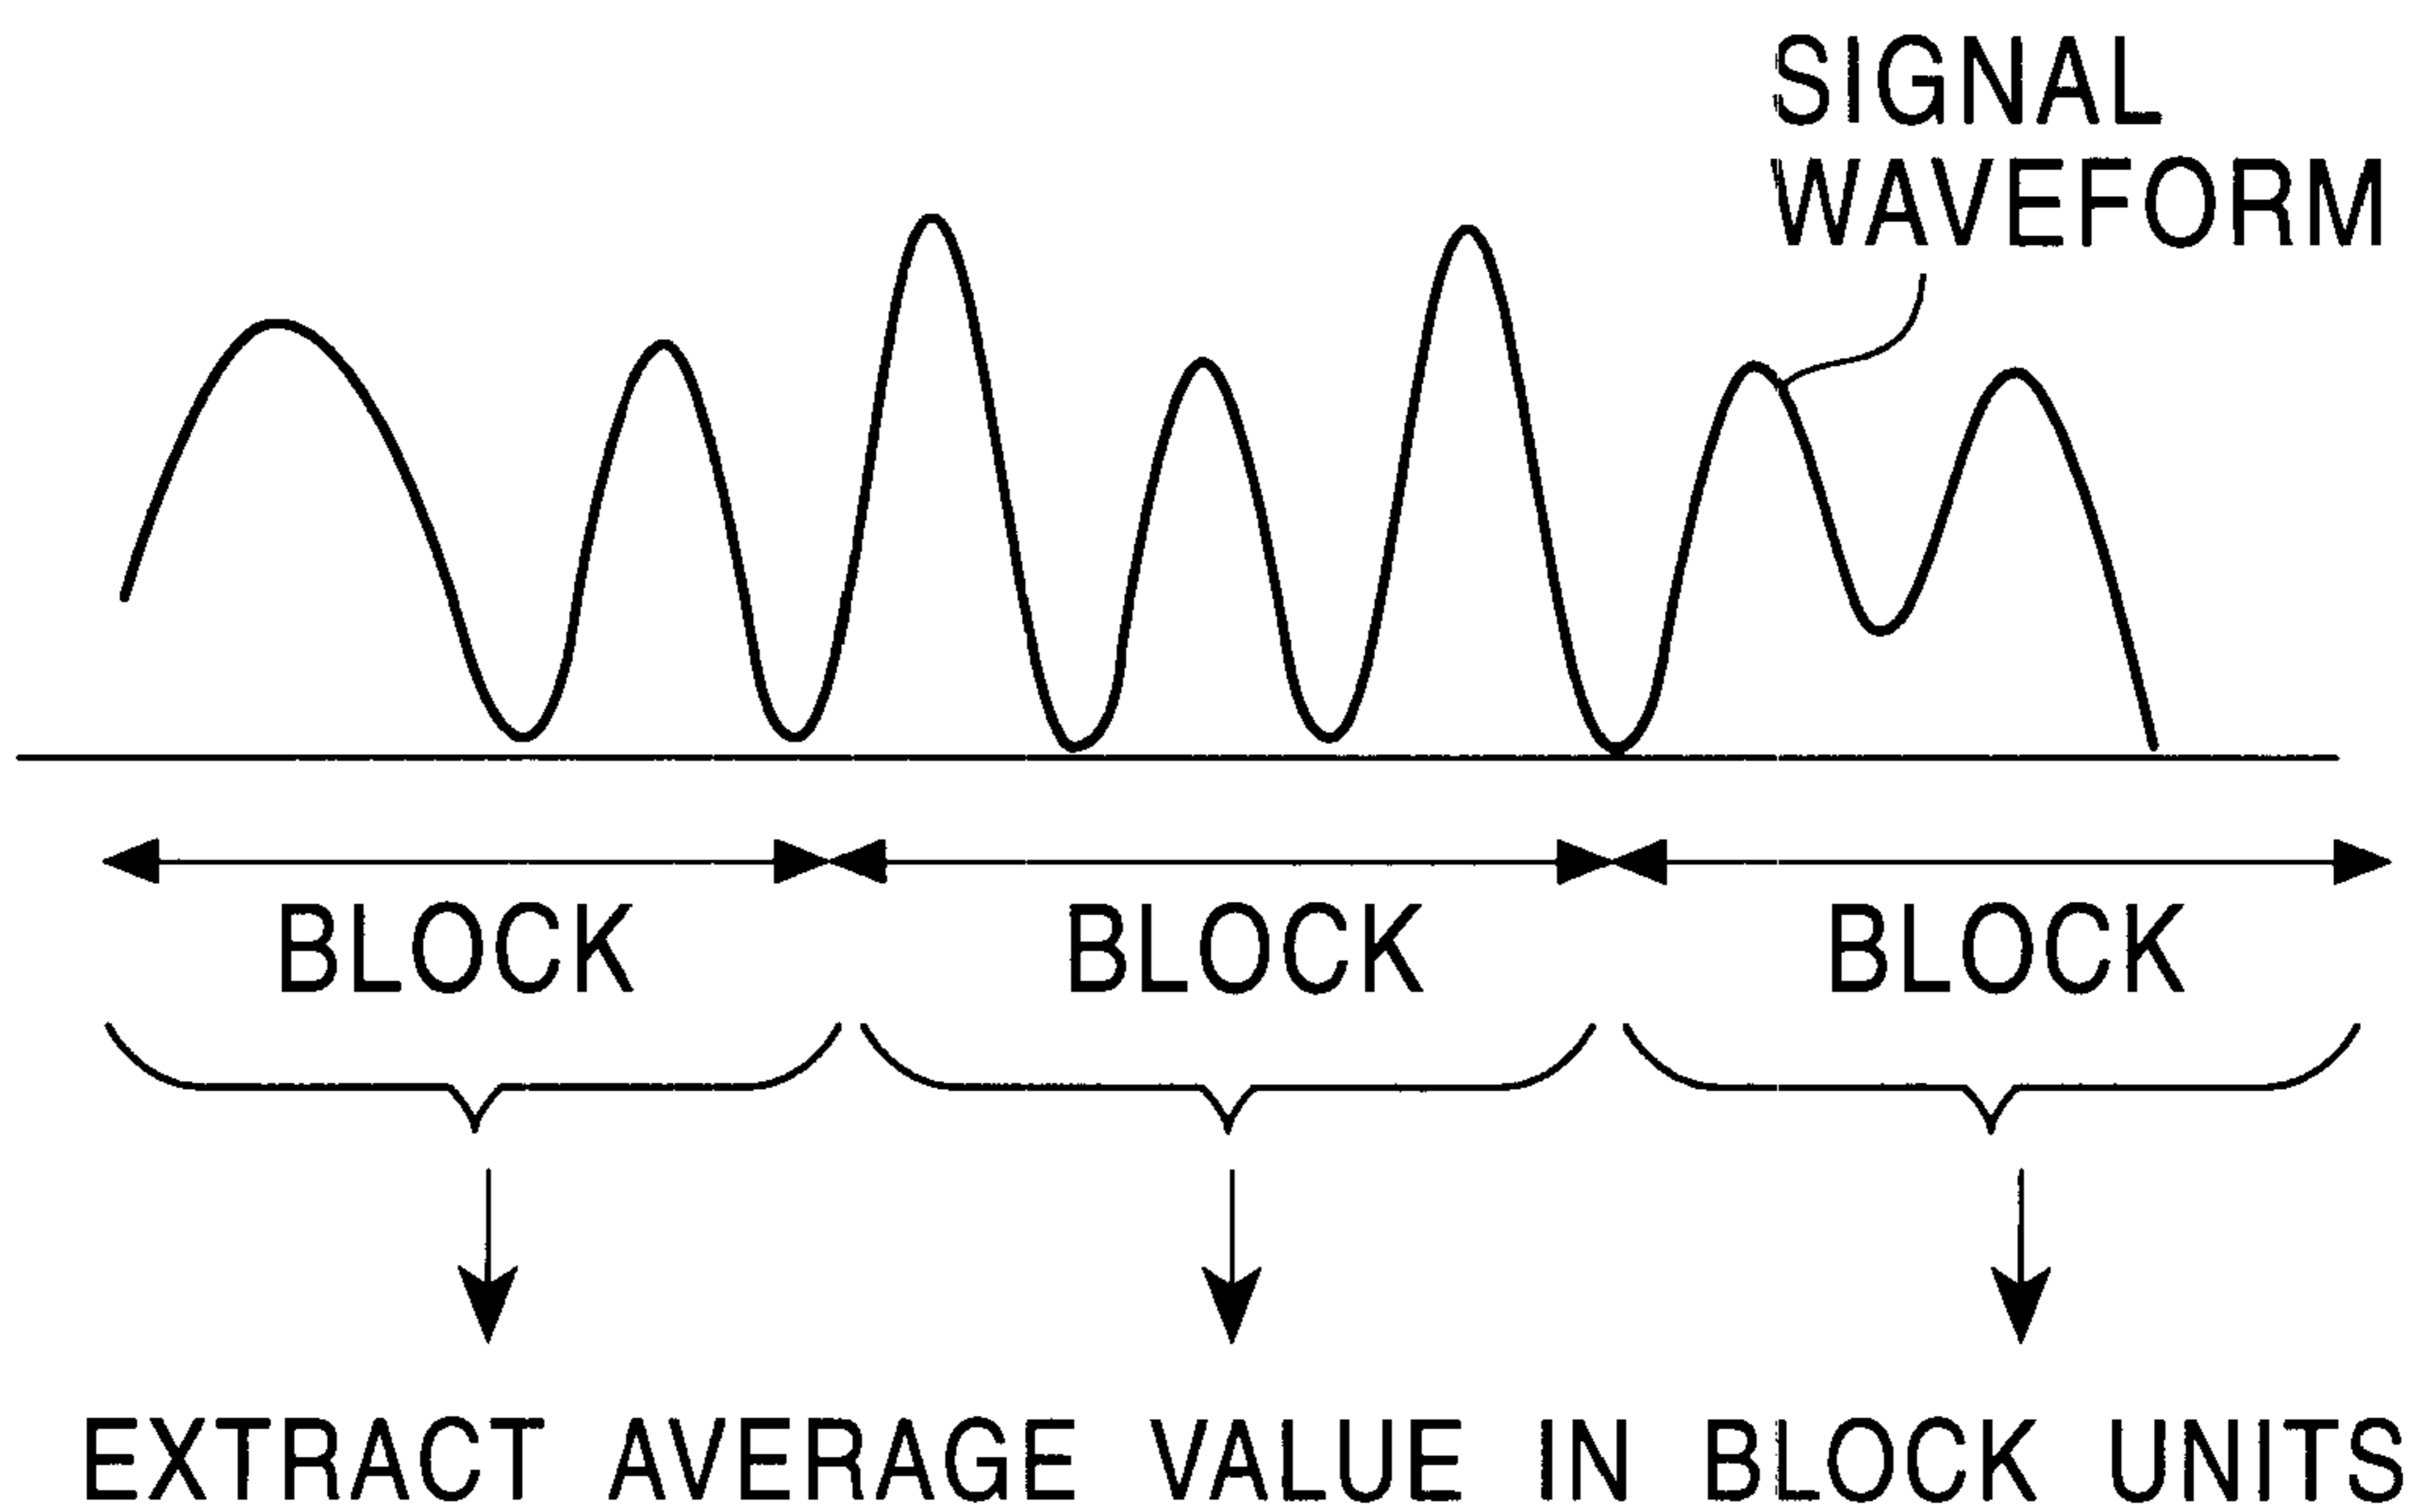 SIGNAL
WAVEFORM
BLOCK BLOCK BLOCK
EXTRACT AVERAGE VALUE IN BLOCK UNITS